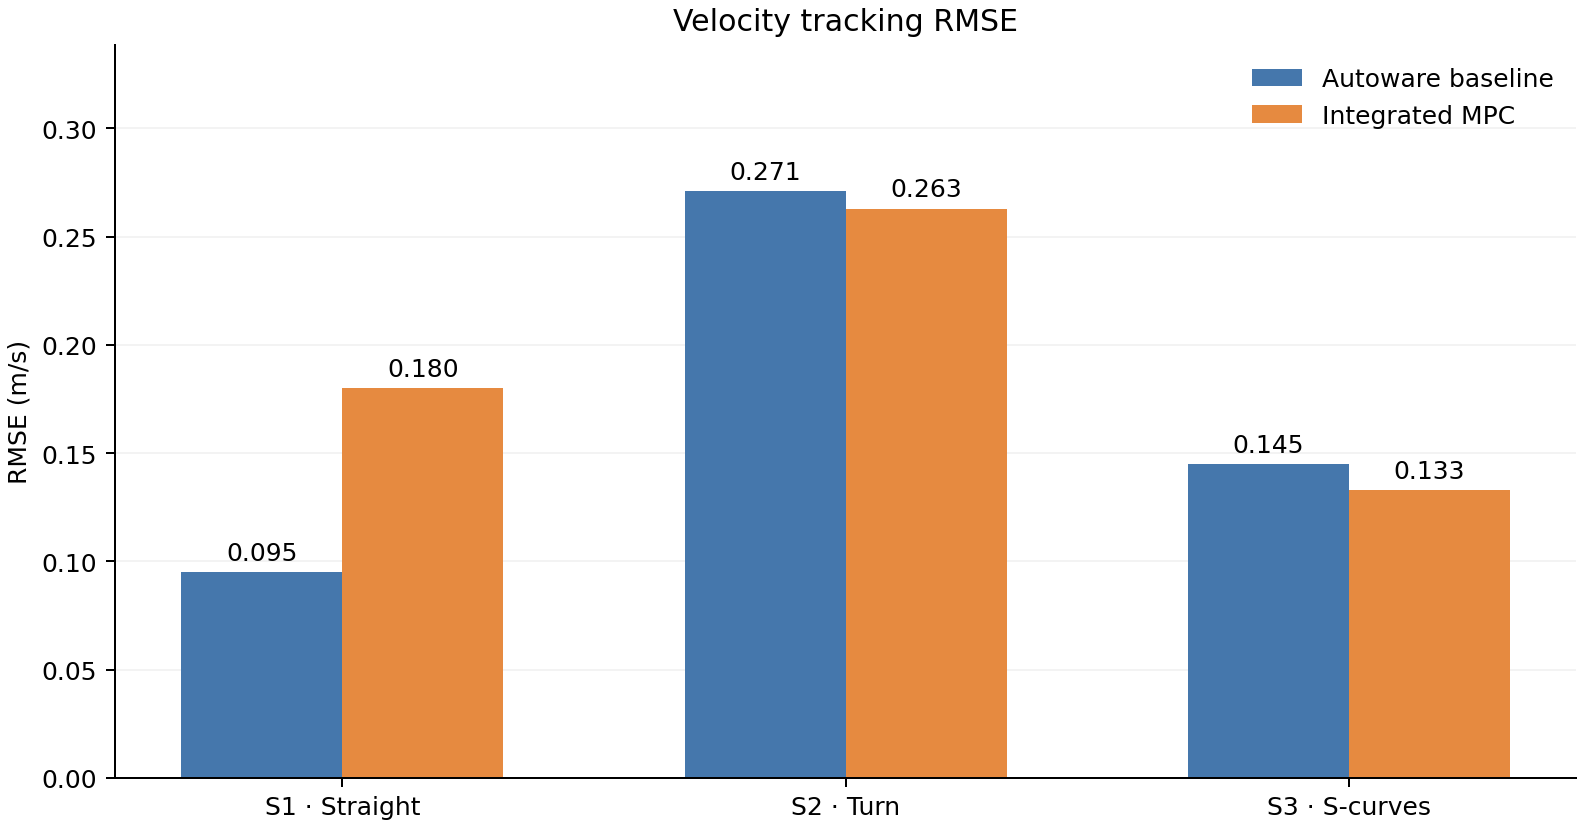 Velocity tracking RMSE
Autoware baseline
Integrated MPC
RMSE (m/s)
0.30
0.25
0.20
0.15
0.10
0.05
0.00
0.095
0.180
0.271
0.263
0.145
0.133
S1 · Straight
S2 · Turn
S3 · S-curves